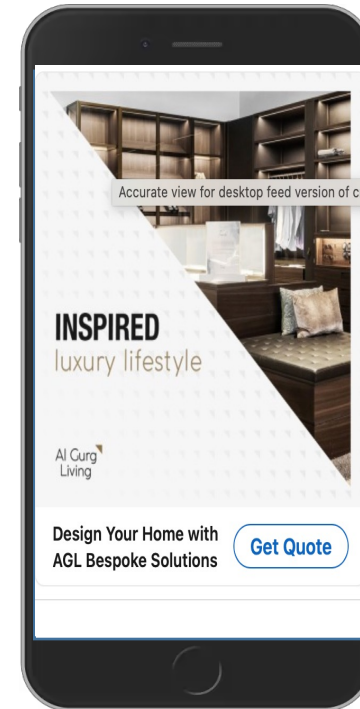 Accurate view for desktop feed version of c
INSPIRED
luxury lifestyle
Al Gurg
Living
Design Your Home with
AGL Bespoke Solutions
Get Quote